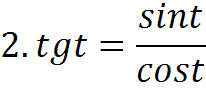 2. tgt = sint/cost